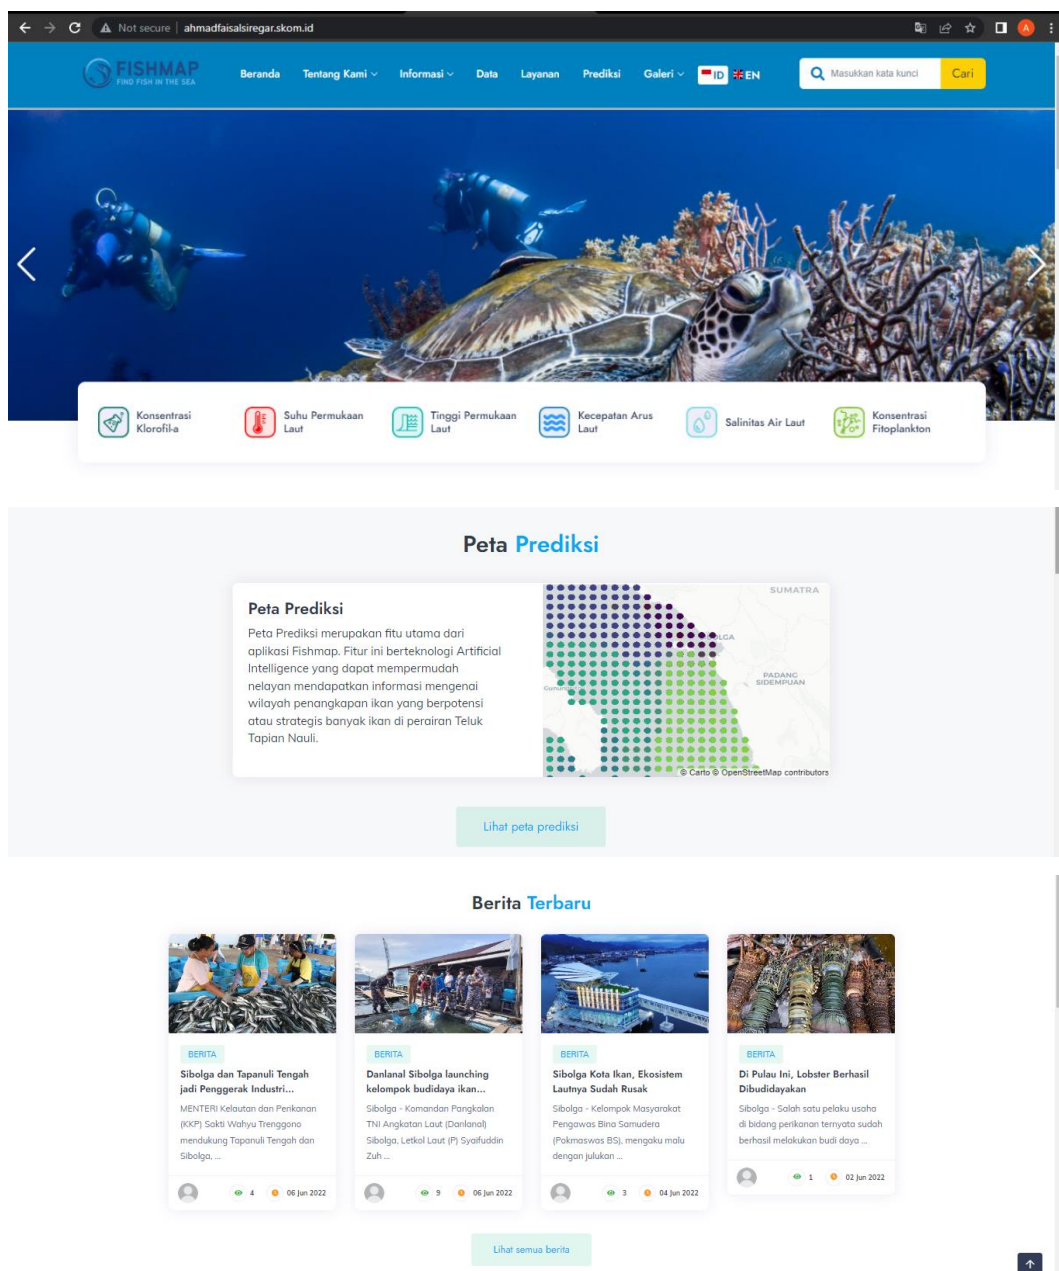 Not secure | ahmadfaisalsiregar.skom.id
A
FISHMAP
FIND FISH IN THE SEA
Beranda Tentang Kami Informasi Data Layanan Prediksi Galeri ID EN Masukkan kata kunci Cari
Konsentrasi
Klorofil-a
Suhu Permukaan
Laut
Tinggi Permukaan
Laut
Kecepatan Arus
Laut
Salinitas Air Laut
Konsentrasi
Fitoplankton
Peta Prediksi
Peta Prediksi
Peta Prediksi merupakan fitu utama dari
aplikasi Fishmap. Fitur ini berteknologi Artificial
Intelligence yang dapat mempermudah
nelayan mendapatkan informasi mengenai
wilayah penangkapan ikan yang berpotensi
atau strategis banyak ikan di perairan Teluk
Tapian Nauli.
SUMATRA
PADANG
SIDEMPUAN
© Carto © OpenStreetMap contributors
Lihat peta prediksi
Berita Terbaru
BERITA
Sibolga dan Tapanuli Tengah
jadi Penggerak Industri...
MENTERI Kelautan dan Perikanan
(KKP) Sakti Wahyu Trenggono
mendukung Tapanuli Tengah dan
Sibolga, ...
4 06 Jun 2022
BERITA
Danlanal Sibolga launching
kelompok budidaya ikan...
Sibolga - Komandan Pangkalan
TNI Angkatan Laut (Danlanal)
Sibolga, Letkol Laut (P) Syaifuddin
Zuh ...
9 06 Jun 2022
BERITA
Sibolga Kota Ikan, Ekosistem
Lautnya Sudah Rusak
Sibolga - Kelompok Masyarakat
Pengawas Bina Samudera
(Pokmaswas BS), mengaku malu
dengan julukan ...
3 04 Jun 2022
BERITA
Di Pulau Ini, Lobster Berhasil
Dibudidayakan
Sibolga - Salah satu pelaku usaha
di bidang perikanan ternyata sudah
berhasil melakukan budi daya ...
1 02 Jun 2022
Lihat semua berita